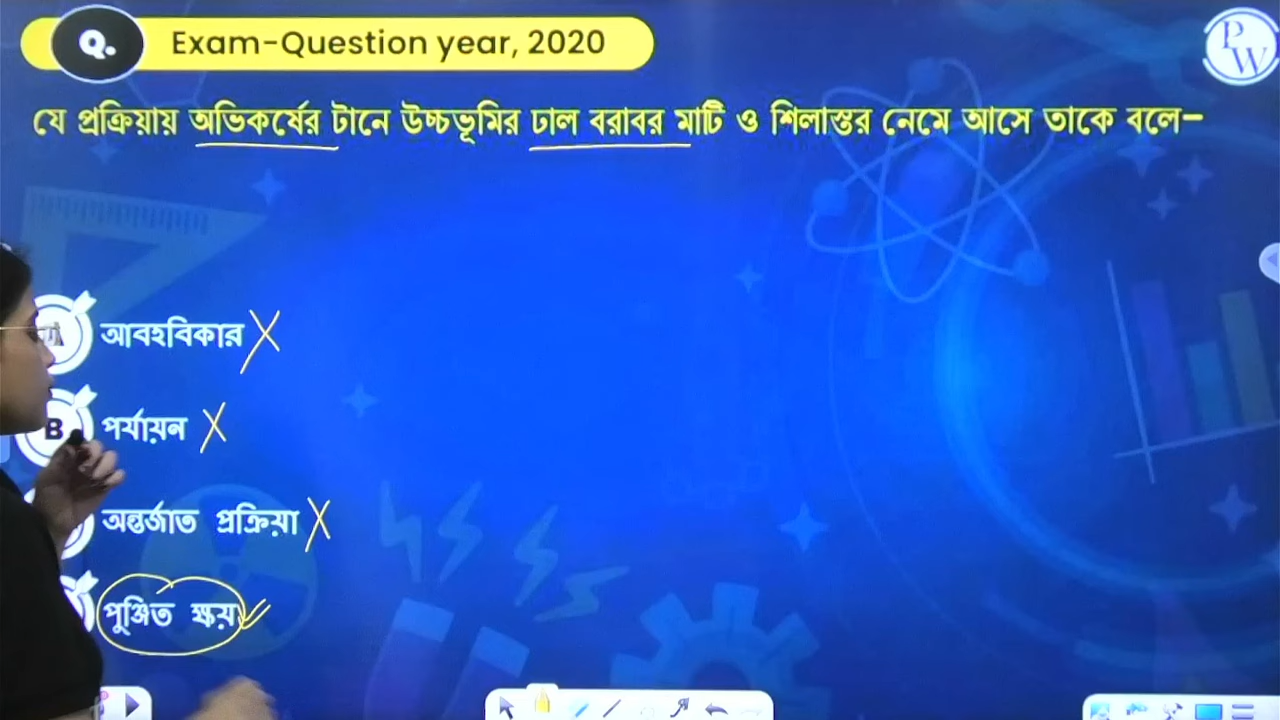 Q. Exam-Question year, 2020
PW
যে প্রক্রিয়ায় অভিকর্ষের টানে উচ্চভূমির ঢাল বরাবর মাটি ও শিলাস্তর নেমে আসে তাকে বলে–
আবহবিকার
B পর্যায়ন
অন্তর্জাত প্রক্রিয়া
পুঞ্জিত ক্ষয়